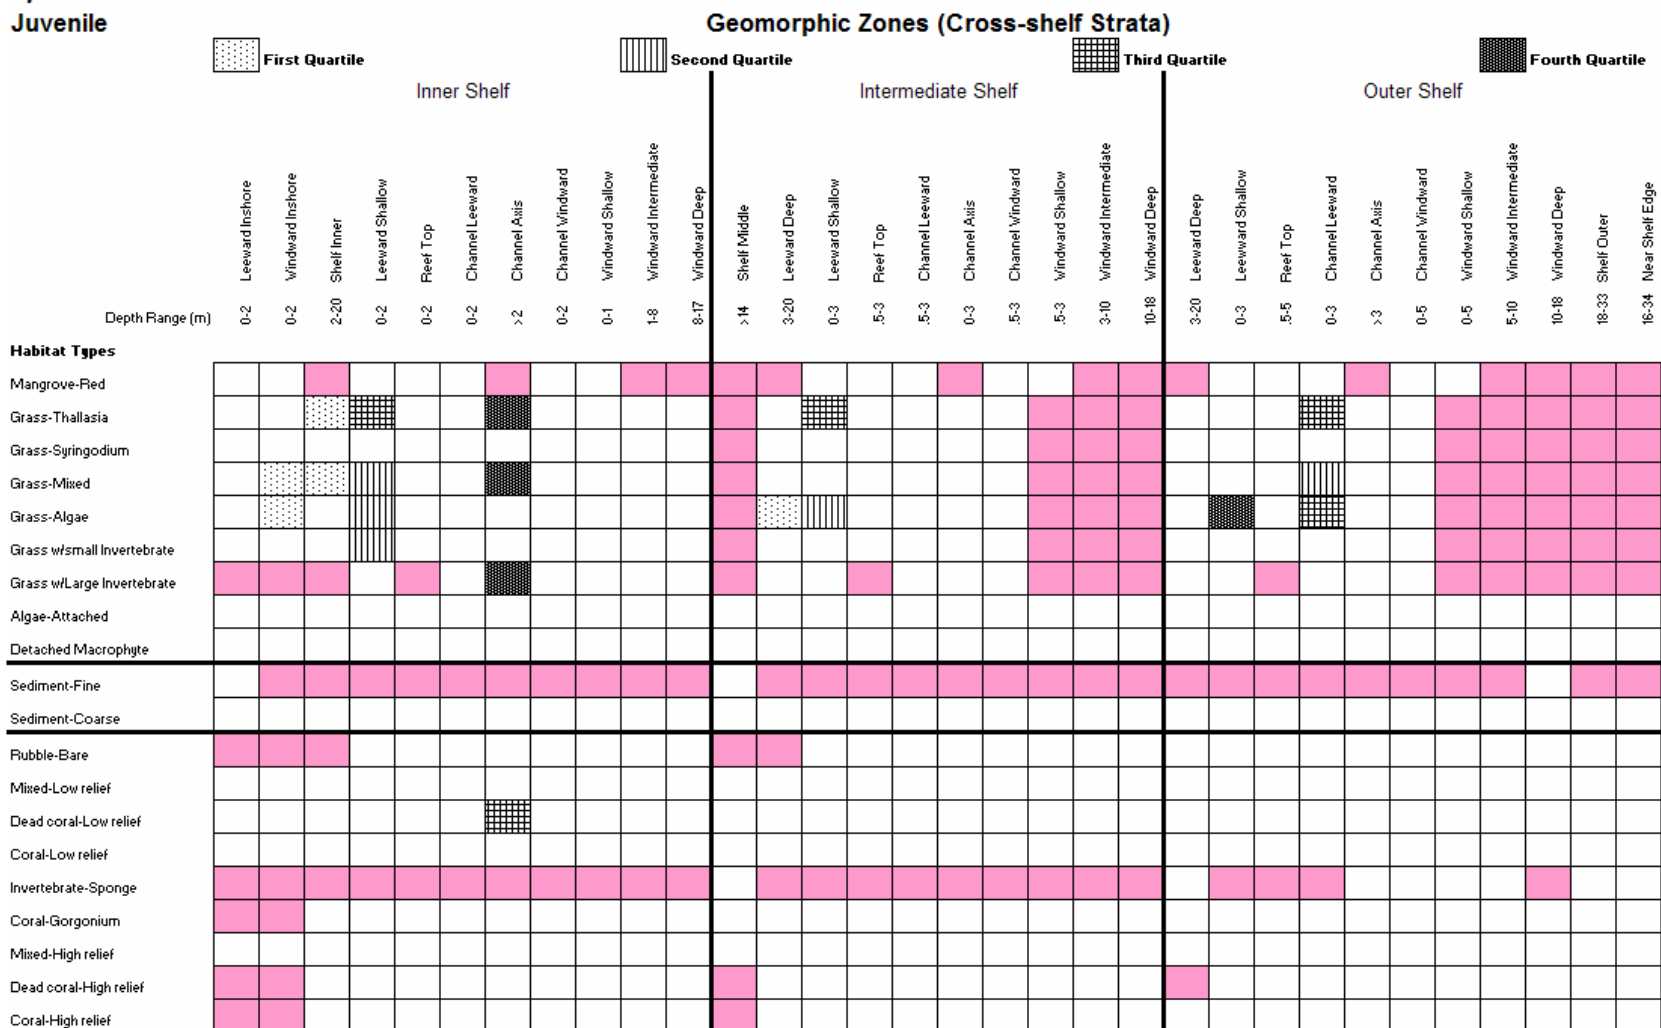 Juvenile
Geomorphic Zones (Cross-shelf Strata)
First Quartile
Second Quartile
Third Quartile
Fourth Quartile
Inner Shelf
Intermediate Shelf
Outer Shelf
Leeward Inshore
Windward Inshore
Shelf Inner
Leeward Shallow
Reef Top
Channel Leeward
Channel Axis
Channel Windward
Windward Shallow
Windward Intermediate
Windward Deep
Shelf Middle
Leeward Deep
Leeward Shallow
Reef Top
Channel Leeward
Channel Axis
Channel Windward
Windward Shallow
Windward Intermediate
Windward Deep
Leeward Deep
Leeward Shallow
Reef Top
Channel Leeward
Channel Axis
Channel Windward
Windward Shallow
Windward Intermediate
Windward Deep
Shelf Outer
Near Shelf Edge
Depth Range (m) 0-2 0-2 2-20 0-2 0-2 0-2 >2 0-2 0-1 1-8 8-17 >14 3-20 0-3 .5-3 .5-3 0-3 .5-3 .5-3 3-10 10-18 3-20 0-3 .5-5 0-3 >3 0-5 0-5 5-10 10-18 18-33 16-34
Habitat Types
Mangrove-Red
Grass-Thallasia
Grass-Syringodium
Grass-Mixed
Grass-Algae
Grass w/small Invertebrate
Grass w/Large Invertebrate
Algae-Attached
Detached Macrophyte
Sediment-Fine
Sediment-Coarse
Rubble-Bare
Mixed-Low relief
Dead coral-Low relief
Coral-Low relief
Invertebrate-Sponge
Coral-Gorgonium
Mixed-High relief
Dead coral-High relief
Coral-High relief